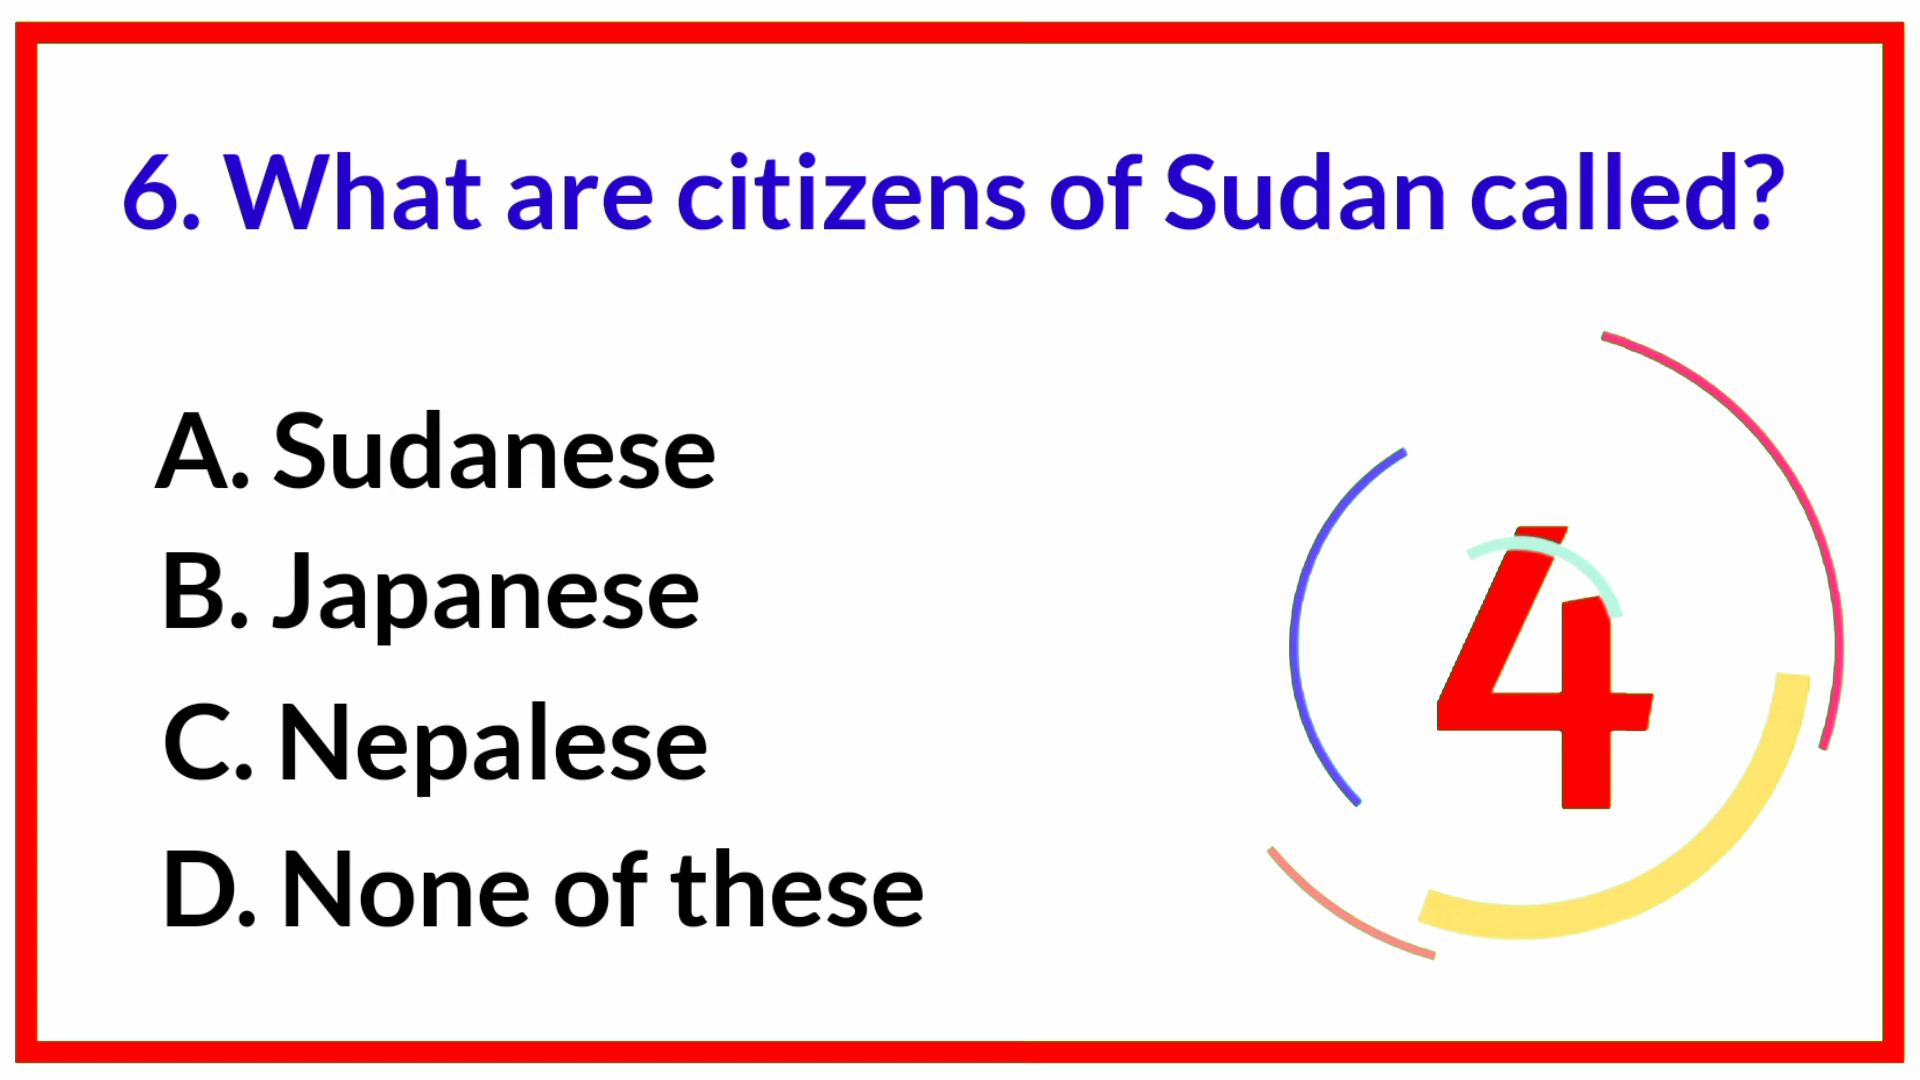 6. What are citizens of Sudan called?
A. Sudanese
B. Japanese
C. Nepalese
D. None of these
4